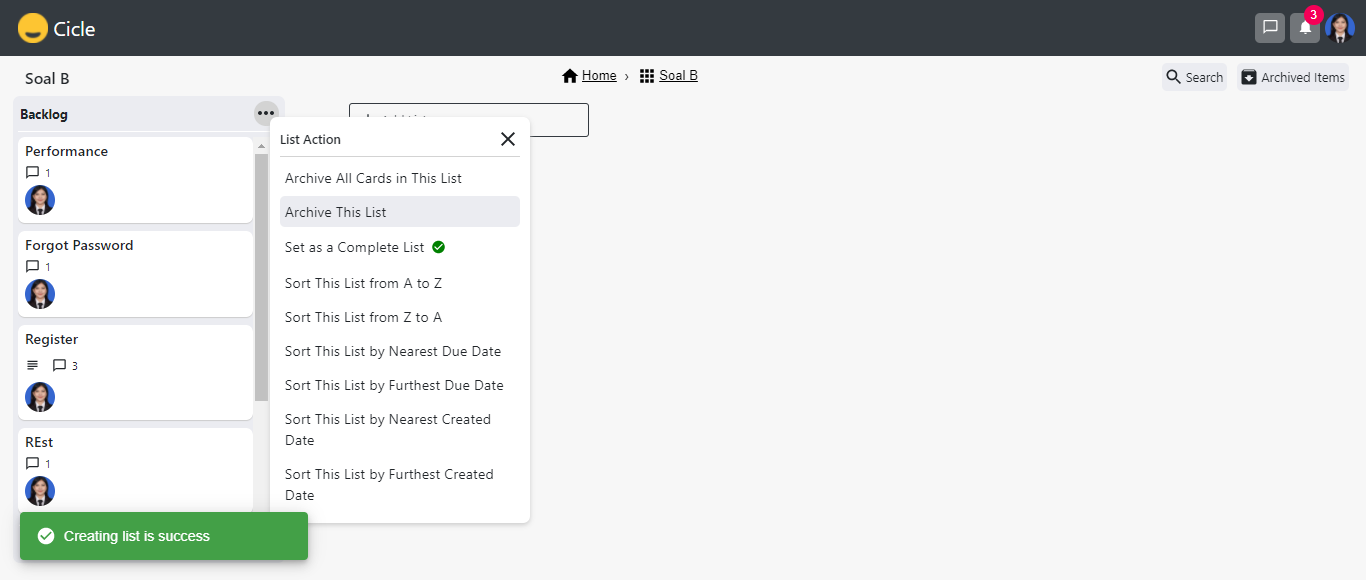 Cicle
3
Soal B
Home › Soal B
Search
Archived Items
Backlog
Performance
1
Forgot Password
1
Register
3
REst
1
List Action
Archive All Cards in This List
Archive This List
Set as a Complete List
Sort This List from A to Z
Sort This List from Z to A
Sort This List by Nearest Due Date
Sort This List by Furthest Due Date
Sort This List by Nearest Created
Date
Sort This List by Furthest Created
Date
Creating list is success